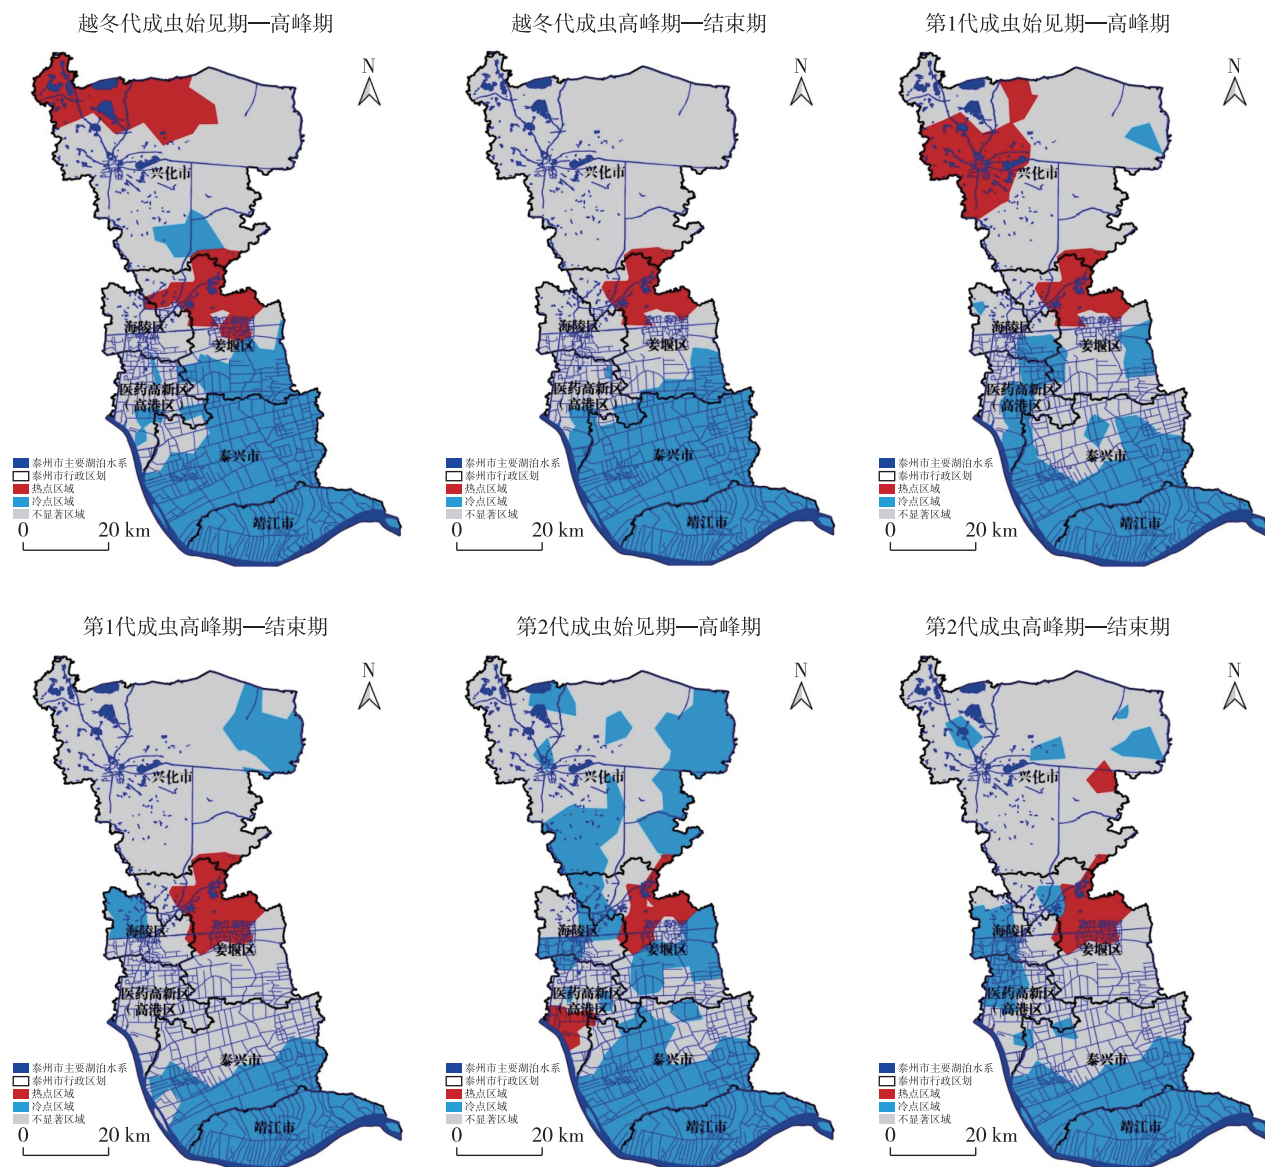 越冬代成虫始见期—高峰期
N
兴化市
海陵区
姜堰区
医药高新区
高港区
泰兴市
靖江市
泰州市主要湖泊水系
泰州市行政区划
热点区域
冷点区域
不显著区域
0 20 km
越冬代成虫高峰期—结束期
N
兴化市
海陵区
姜堰区
医药高新区
高港区
泰兴市
靖江市
泰州市主要湖泊水系
泰州市行政区划
热点区域
冷点区域
不显著区域
0 20 km
第1代成虫始见期—高峰期
N
兴化市
海陵区
姜堰区
医药高新区
高港区
泰兴市
靖江市
泰州市主要湖泊水系
泰州市行政区划
热点区域
冷点区域
不显著区域
0 20 km
第1代成虫高峰期—结束期
N
兴化市
海陵区
姜堰区
医药高新区
高港区
泰兴市
靖江市
泰州市主要湖泊水系
泰州市行政区划
热点区域
冷点区域
不显著区域
0 20 km
第2代成虫始见期—高峰期
N
兴化市
海陵区
姜堰区
医药高新区
高港区
泰兴市
靖江市
泰州市主要湖泊水系
泰州市行政区划
热点区域
冷点区域
不显著区域
0 20 km
第2代成虫高峰期—结束期
N
兴化市
海陵区
姜堰区
医药高新区
高港区
泰兴市
靖江市
泰州市主要湖泊水系
泰州市行政区划
热点区域
冷点区域
不显著区域
0 20 km